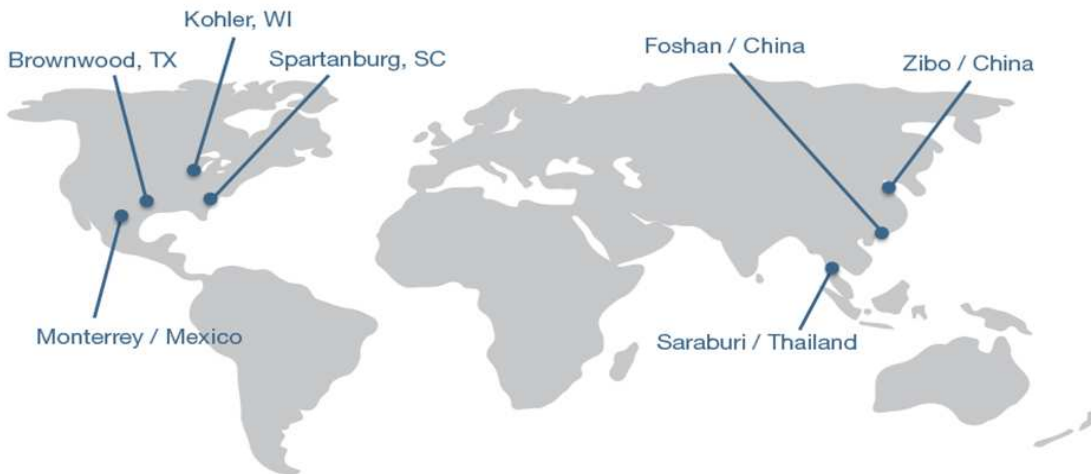 Kohler, WI
Brownwood, TX
Spartanburg, SC
Foshan / China
Zibo / China
Monterrey / Mexico
Saraburi / Thailand